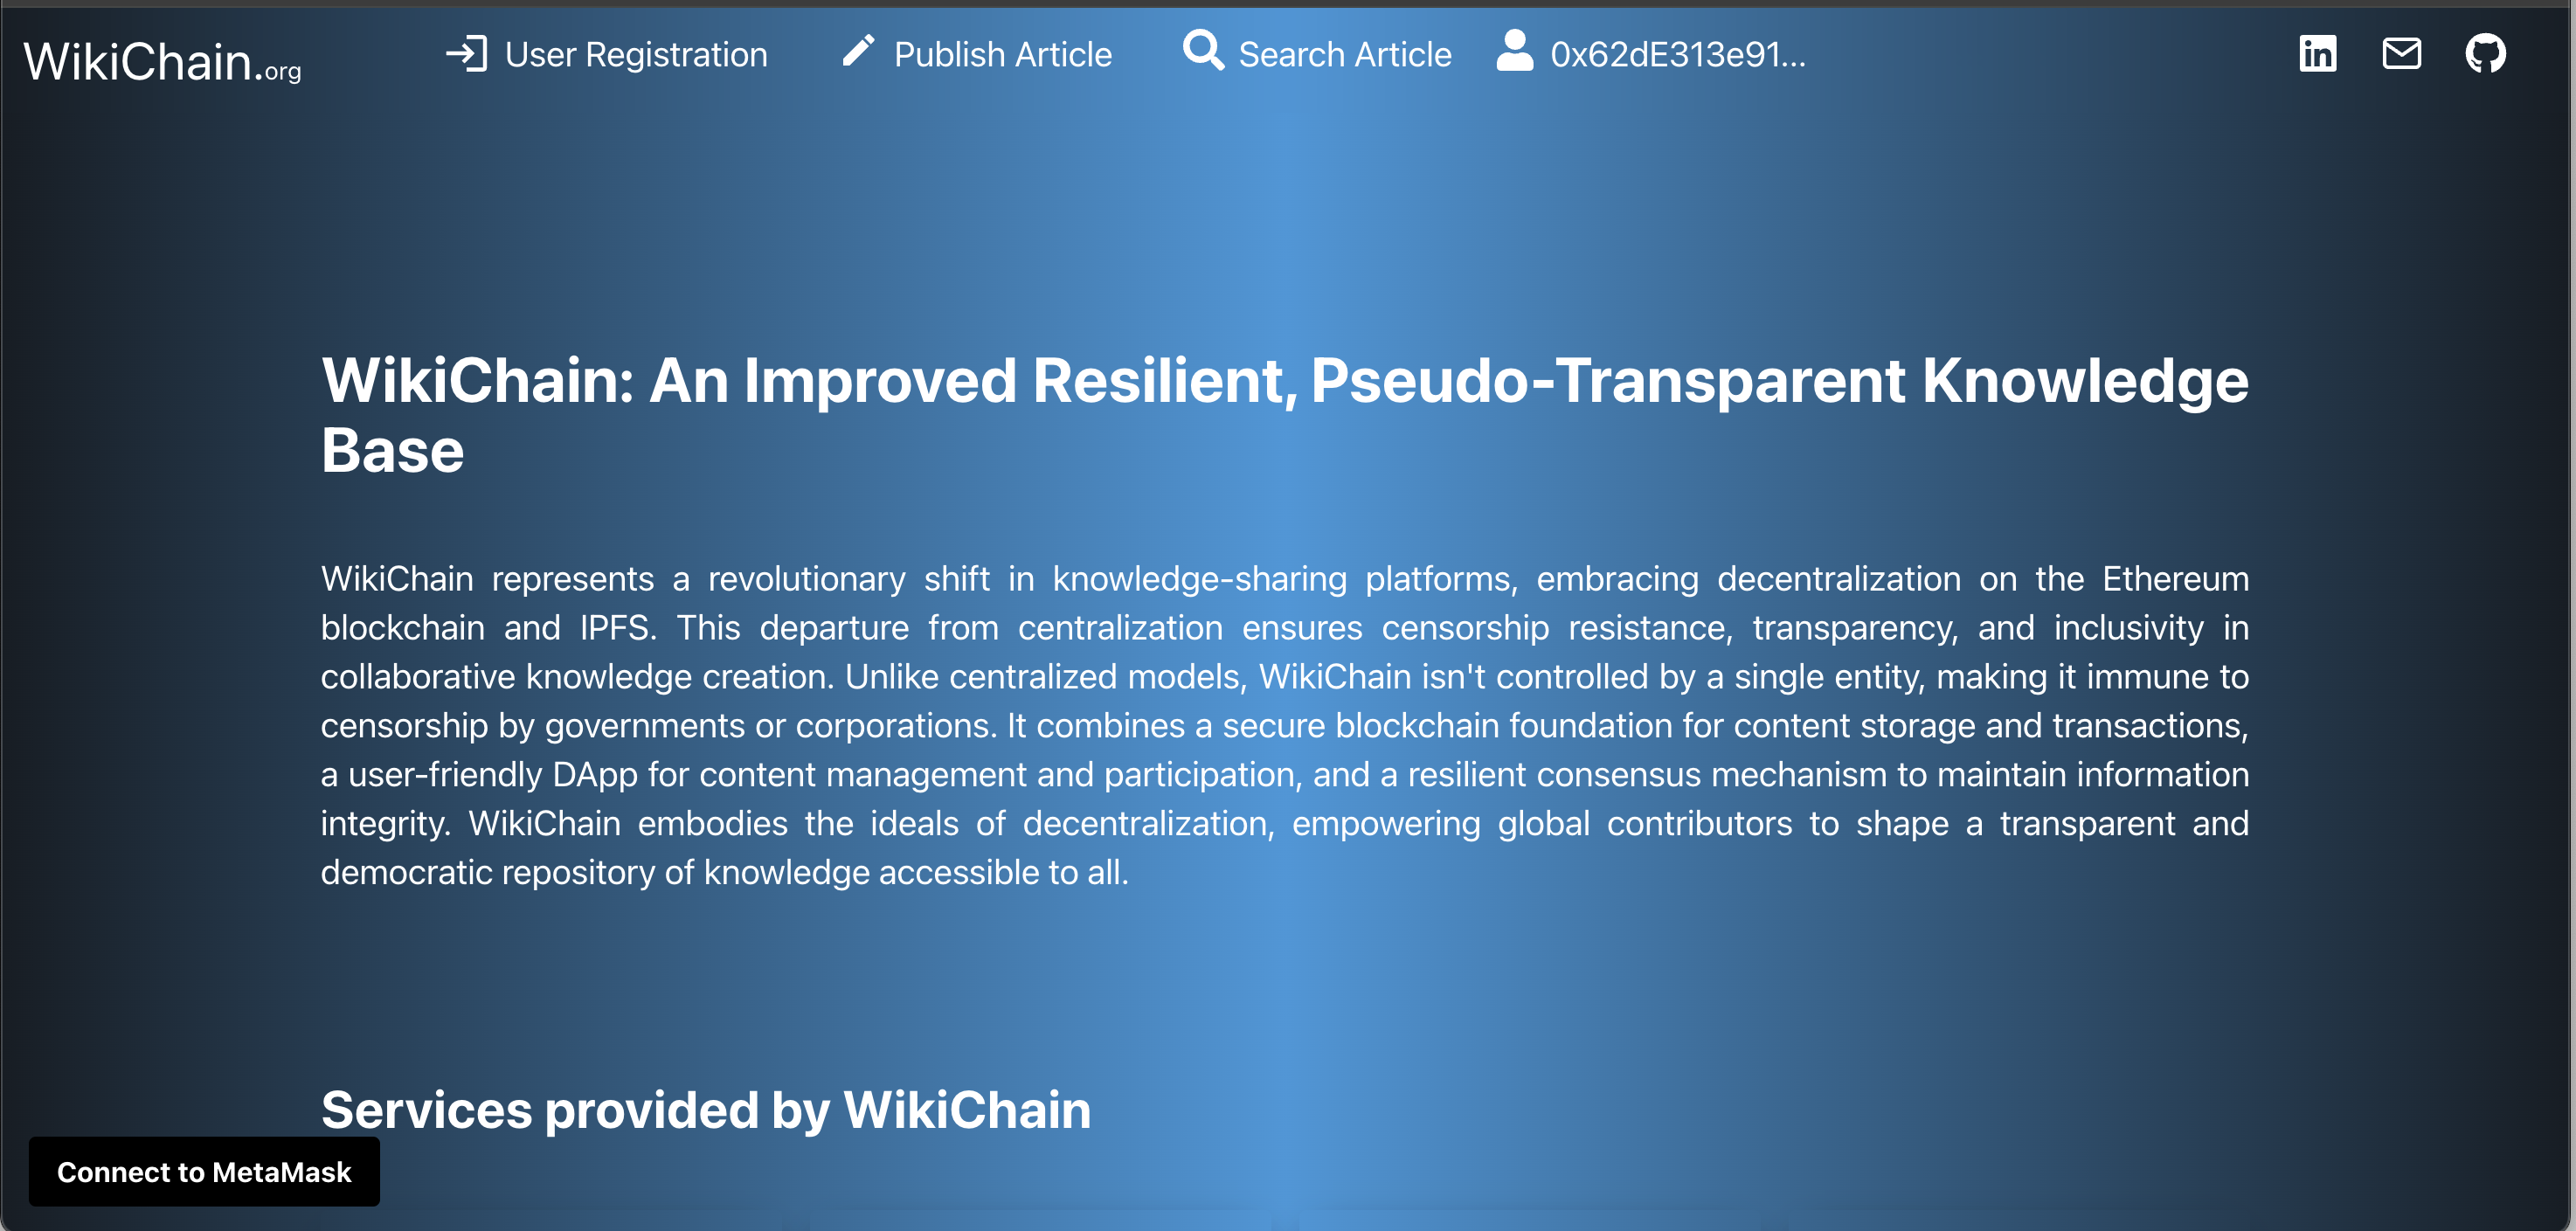 WikiChain.org
User Registration
Publish Article
Search Article
0x62dE313e91...
WikiChain: An Improved Resilient, Pseudo-Transparent Knowledge
Base
WikiChain represents a revolutionary shift in knowledge-sharing platforms, embracing decentralization on the Ethereum
blockchain and IPFS. This departure from centralization ensures censorship resistance, transparency, and inclusivity in
collaborative knowledge creation. Unlike centralized models, WikiChain isn't controlled by a single entity, making it immune to
censorship by governments or corporations. It combines a secure blockchain foundation for content storage and transactions,
a user-friendly DApp for content management and participation, and a resilient consensus mechanism to maintain information
integrity. WikiChain embodies the ideals of decentralization, empowering global contributors to shape a transparent and
democratic repository of knowledge accessible to all.
Services provided by WikiChain
Connect to MetaMask